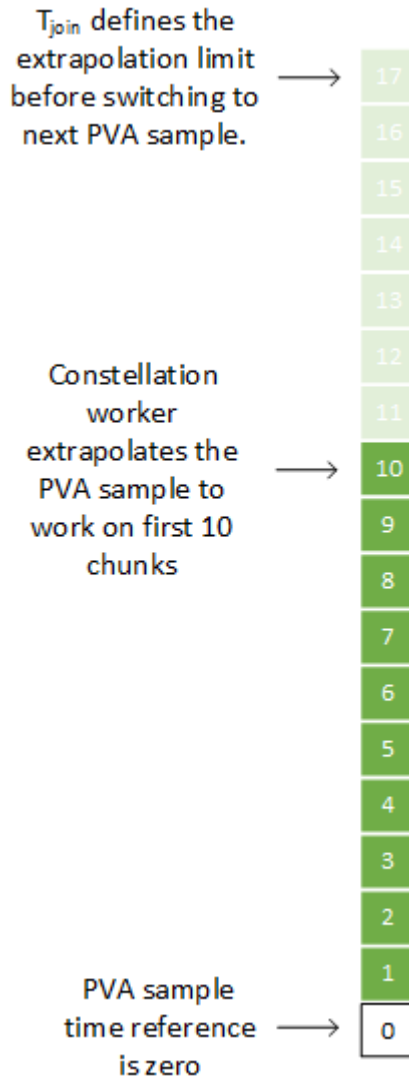 T_join defines the
extrapolation limit
before switching to
next PVA sample.
17
16
15
14
13
12
11
Constellation
worker
extrapolates the
PVA sample to
work on first 10
chunks
10
9
8
7
6
5
4
3
2
1
PVA sample
time reference
is zero
0